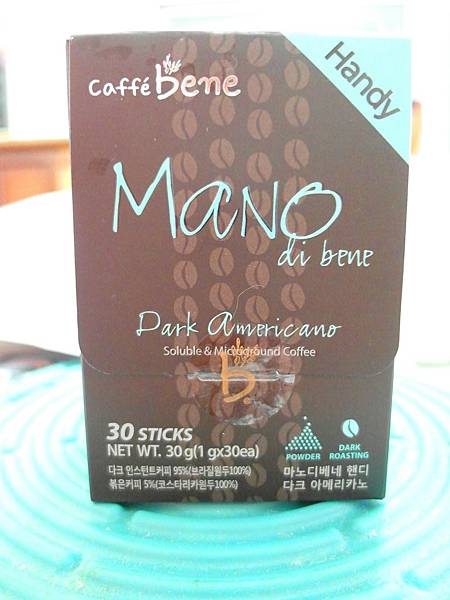 Caffé bene
Handy
MANO
di bene
Dark Americano
Soluble & Microground Coffee
b.
30 STICKS
NET WT. 30g(1gx30ea)
POWDER
DARK ROASTING
다크 인스턴트커피 95%(브라질원두100%)
볶은커피 5%(코스타리카원두100%)
마노디베네 핸디
다크 아메리카노